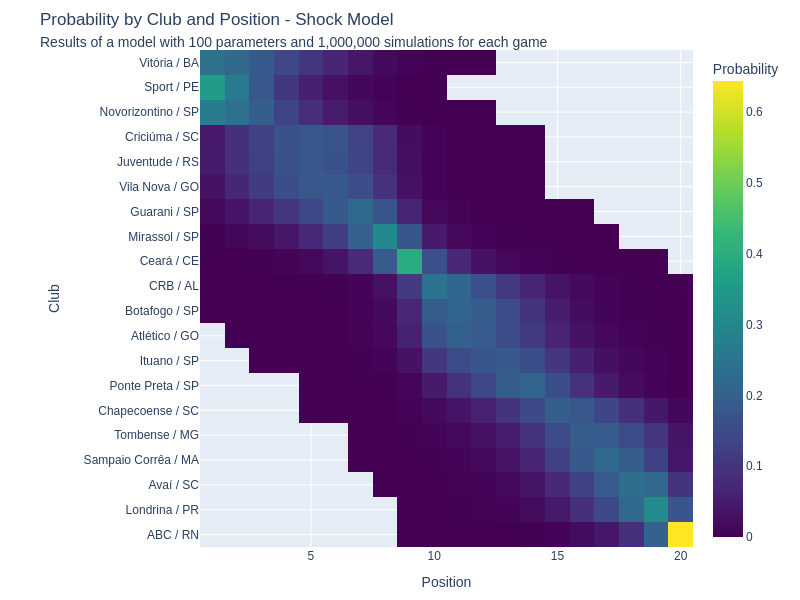 Probability by Club and Position - Shock Model
Results of a model with 100 parameters and 1,000,000 simulations for each game
Probability
0.6
0.5
0.4
0.3
0.2
0.1
0
Club
Vitória / BA
Sport / PE
Novorizontino / SP
Criciúma / SC
Juventude / RS
Vila Nova / GO
Guarani / SP
Mirassol / SP
Ceará / CE
CRB / AL
Botafogo / SP
Atlético / GO
Ituano / SP
Ponte Preta / SP
Chapecoense / SC
Tombense / MG
Sampaio Corrêa / MA
Avaí / SC
Londrina / PR
ABC / RN
5 10 15 20
Position